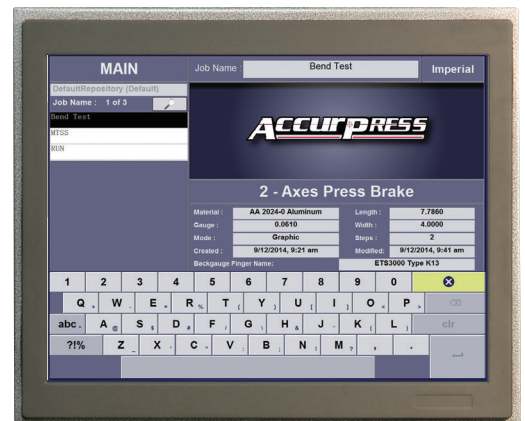 MAIN
Job Name : Bend Test Imperial
DefaultRepository (Default)
Job Name : 1 of 3
Bend Test
MTSS
RUN
ACCURPRESS
2 - Axes Press Brake
Material : AA 2024-0 Aluminum Length : 7.7860
Gauge : 0.0610 Width : 4.0000
Mode : Graphic Steps : 2
Created : 9/12/2014, 9:21 am Modified: 9/12/2014, 9:41 am
Backgauge Finger Name: ETS3000 Type K13
1 2 3 4 5 6 7 8 9 0
Q W E R T Y U I O P
abc A S D F G H J K L clr
?!% Z X C V B N M , .